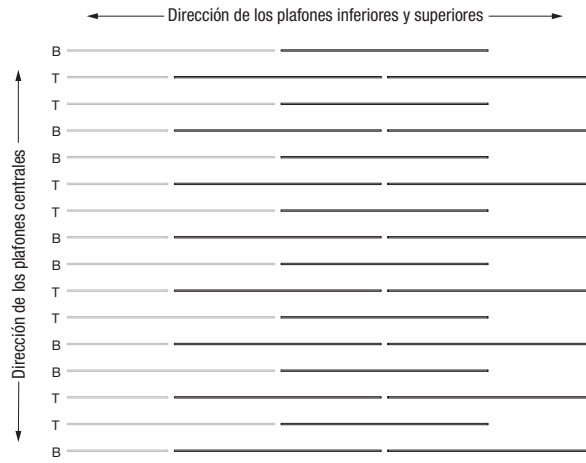 Dirección de los plafones inferiores y superiores
B
T
T
B
B
T
T
B
B
T
T
B
B
T
T
B
Dirección de los plafones centrales